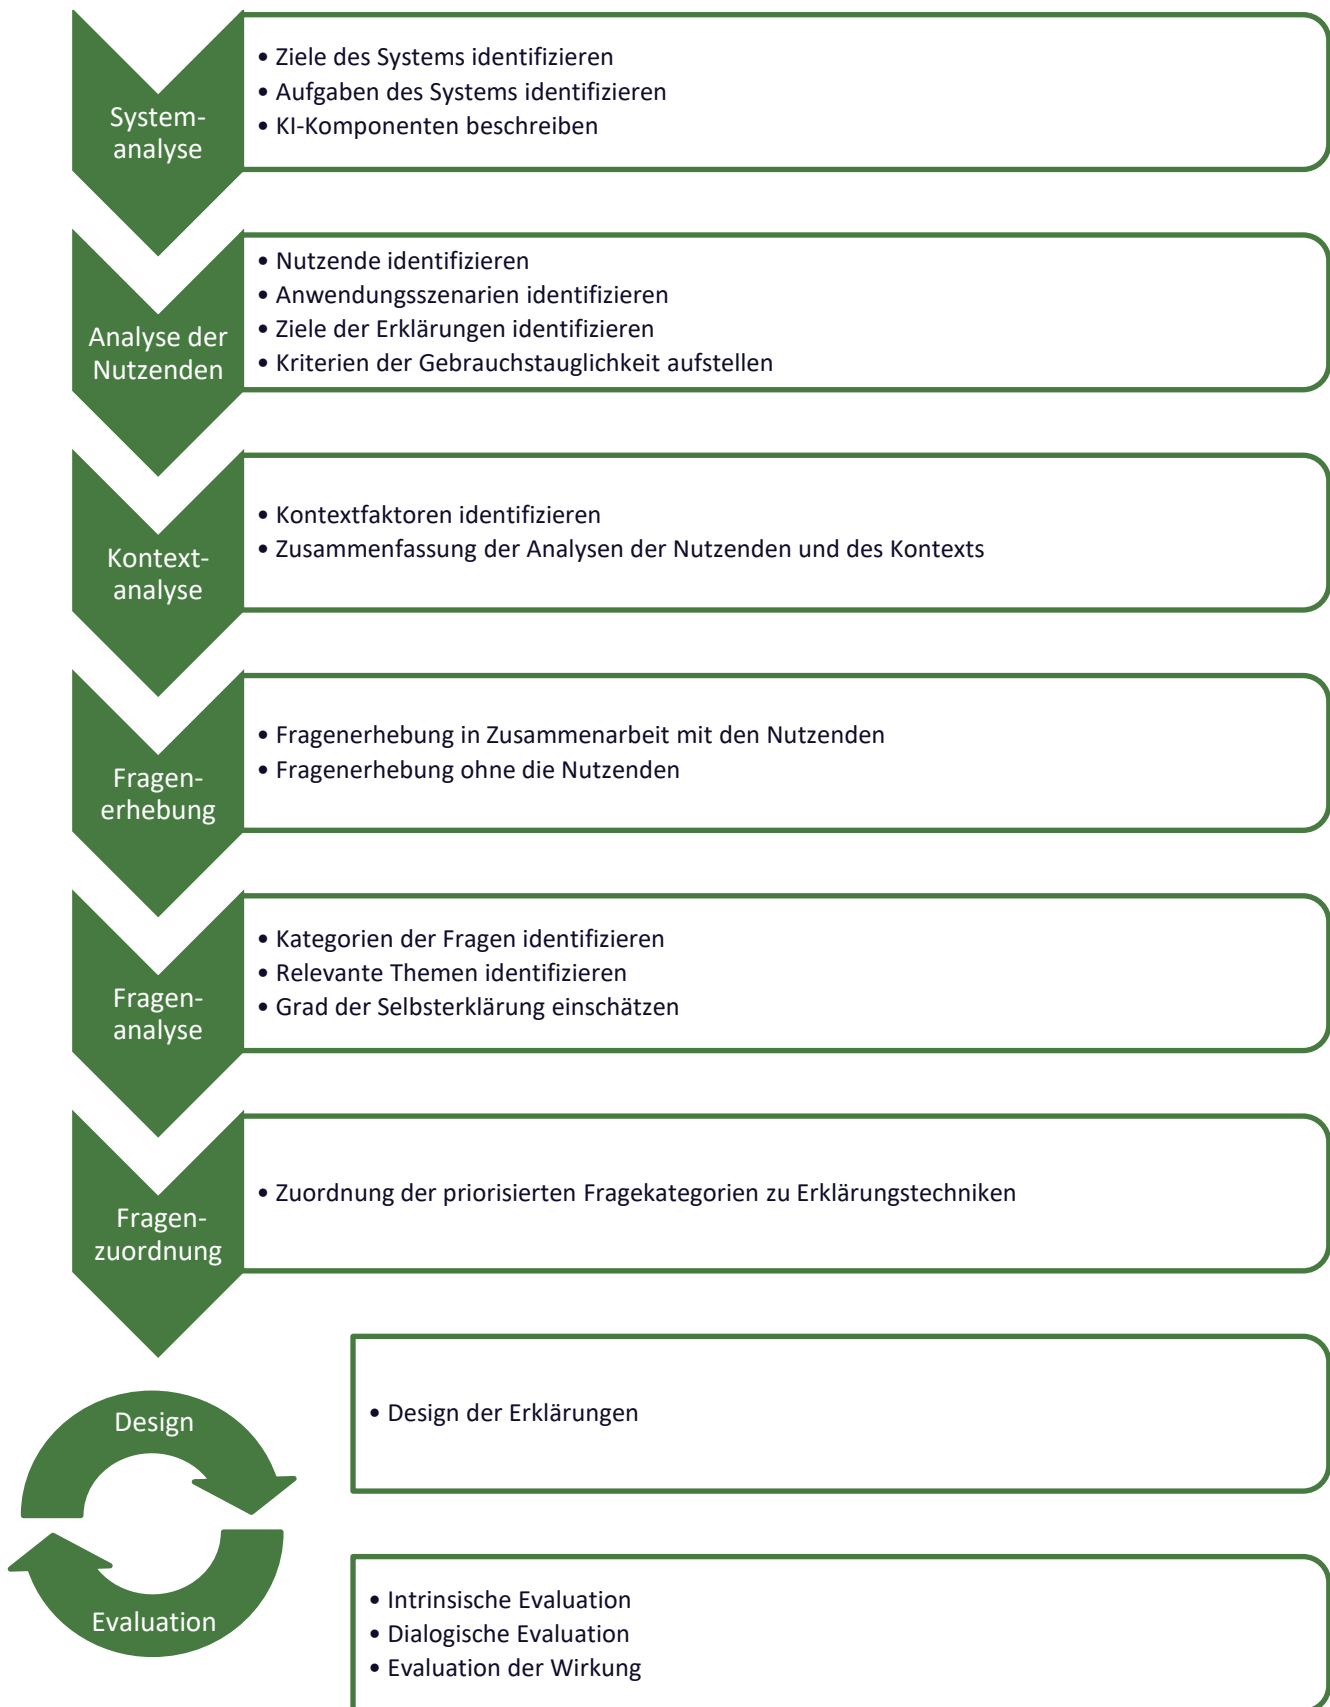 System-
analyse
• Ziele des Systems identifizieren
• Aufgaben des Systems identifizieren
• KI-Komponenten beschreiben
Analyse der
Nutzenden
• Nutzende identifizieren
• Anwendungsszenarien identifizieren
• Ziele der Erklärungen identifizieren
• Kriterien der Gebrauchstauglichkeit aufstellen
Kontext-
analyse
• Kontextfaktoren identifizieren
• Zusammenfassung der Analysen der Nutzenden und des Kontexts
Fragen-
erhebung
• Fragenerhebung in Zusammenarbeit mit den Nutzenden
• Fragenerhebung ohne die Nutzenden
Fragen-
analyse
• Kategorien der Fragen identifizieren
• Relevante Themen identifizieren
• Grad der Selbsterklärung einschätzen
Fragen-
zuordnung
• Zuordnung der priorisierten Fragekategorien zu Erklärungstechniken
Design
• Design der Erklärungen
Evaluation
• Intrinsische Evaluation
• Dialogische Evaluation
• Evaluation der Wirkung